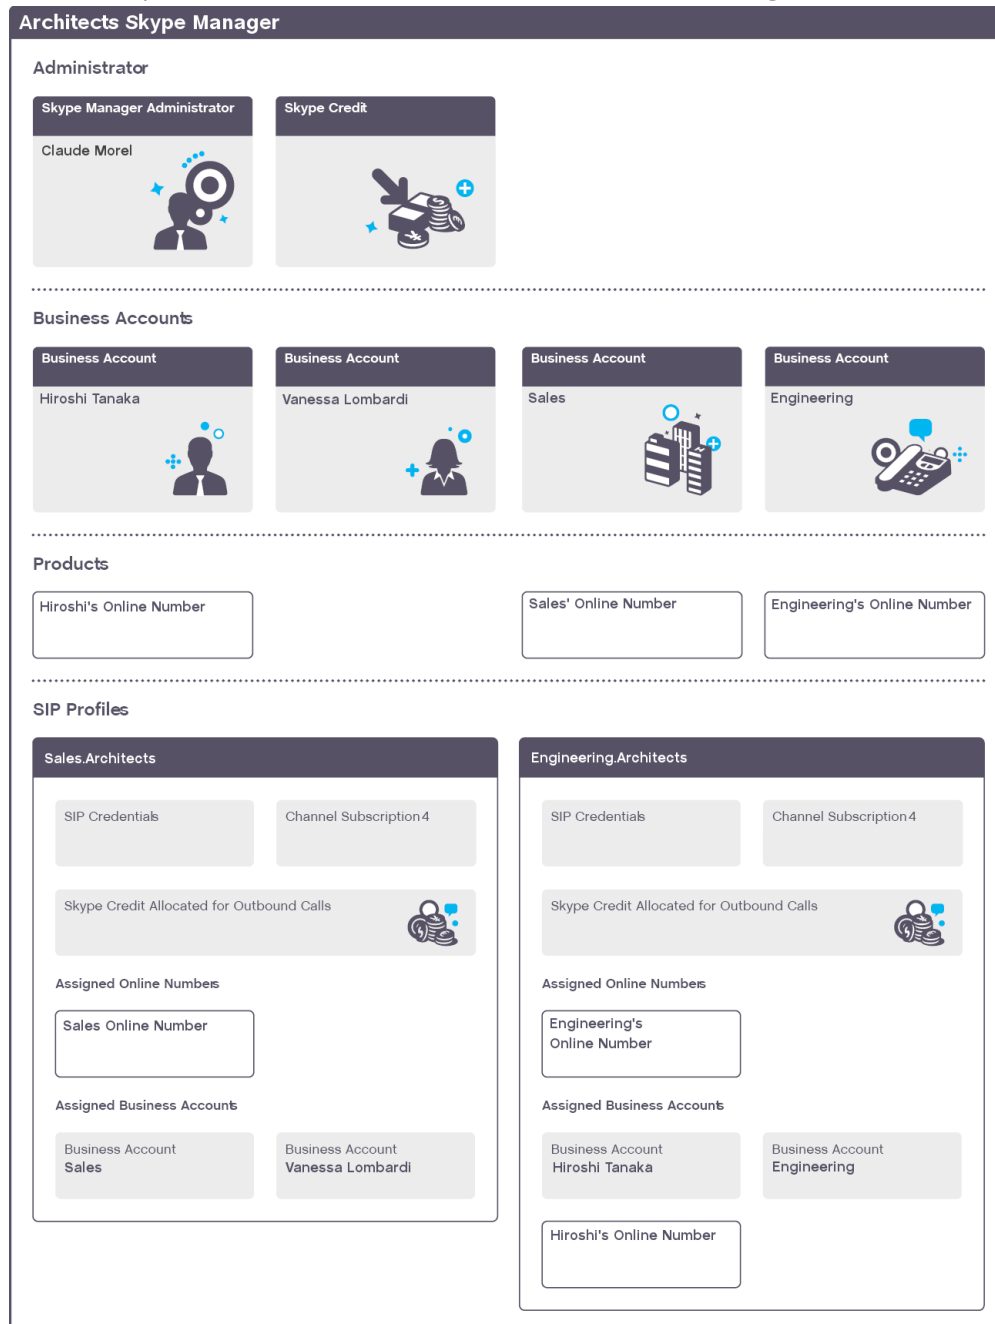 Architects Skype Manager
Administrator
Skype Manager Administrator
Skype Credit
Claude Morel
Business Accounts
Business Account
Business Account
Business Account
Business Account
Hiroshi Tanaka
Vanessa Lombardi
Sales
Engineering
Products
Hiroshi's Online Number
Sales' Online Number
Engineering's Online Number
SIP Profiles
Sales.Architects
SIP Credentials
Channel Subscription 4
Skype Credit Allocated for Outbound Calls
Assigned Online Numbers
Sales Online Number
Assigned Business Accounts
Business Account
Sales
Business Account
Vanessa Lombardi
Engineering.Architects
SIP Credentials
Channel Subscription 4
Skype Credit Allocated for Outbound Calls
Assigned Online Numbers
Engineering's
Online Number
Assigned Business Accounts
Business Account
Hiroshi Tanaka
Business Account
Engineering
Hiroshi's Online Number